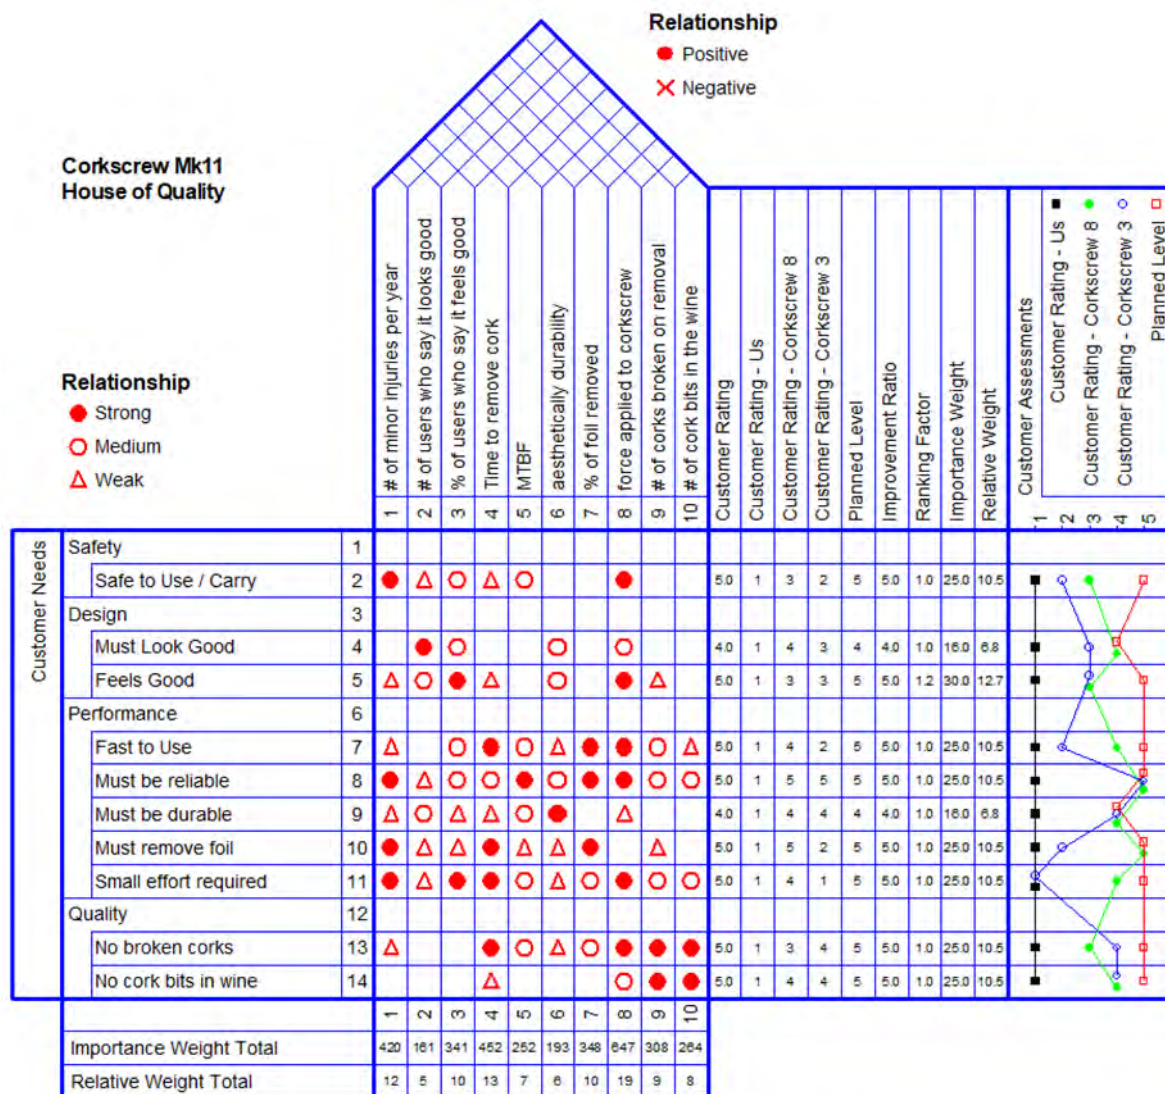 Relationship
Positive
Negative
Corkscrew Mk11
House of Quality
Relationship
Strong
Medium
Weak
# of minor injuries per year
# of users who say it looks good
% of users who say it feels good
Time to remove cork
MTBF
aesthetically durability
% of foil removed
force applied to corkscrew
# of corks broken on removal
# of cork bits in the wine
Customer Rating
Customer Rating - Us
Customer Rating - Corkscrew 8
Customer Rating - Corkscrew 3
Planned Level
Improvement Ratio
Ranking Factor
Importance Weight
Relative Weight
Customer Assessments
Customer Rating - Us
Customer Rating - Corkscrew 8
Customer Rating - Corkscrew 3
Planned Level
1 2 3 4 5 6 7 8 9 10
1 2 3 4 5
Customer Needs
Safety 1
Safe to Use / Carry 2 5.0 1 3 2 5 5.0 1.0 25.0 10.5
Design 3
Must Look Good 4 4.0 1 4 3 4 4.0 1.0 16.0 6.8
Feels Good 5 5.0 1 3 3 5 5.0 1.2 30.0 12.7
Performance 6
Fast to Use 7 5.0 1 4 2 5 5.0 1.0 25.0 10.5
Must be reliable 8 5.0 1 5 5 5 5.0 1.0 25.0 10.5
Must be durable 9 4.0 1 4 4 4 4.0 1.0 16.0 6.8
Must remove foil 10 5.0 1 5 2 5 5.0 1.0 25.0 10.5
Small effort required 11 5.0 1 4 1 5 5.0 1.0 25.0 10.5
Quality 12
No broken corks 13 5.0 1 3 4 5 5.0 1.0 25.0 10.5
No cork bits in wine 14 5.0 1 4 4 5 5.0 1.0 25.0 10.5
1 2 3 4 5 6 7 8 9 10
Importance Weight Total 420 161 341 452 252 193 348 647 308 264
Relative Weight Total 12 5 10 13 7 6 10 19 9 8